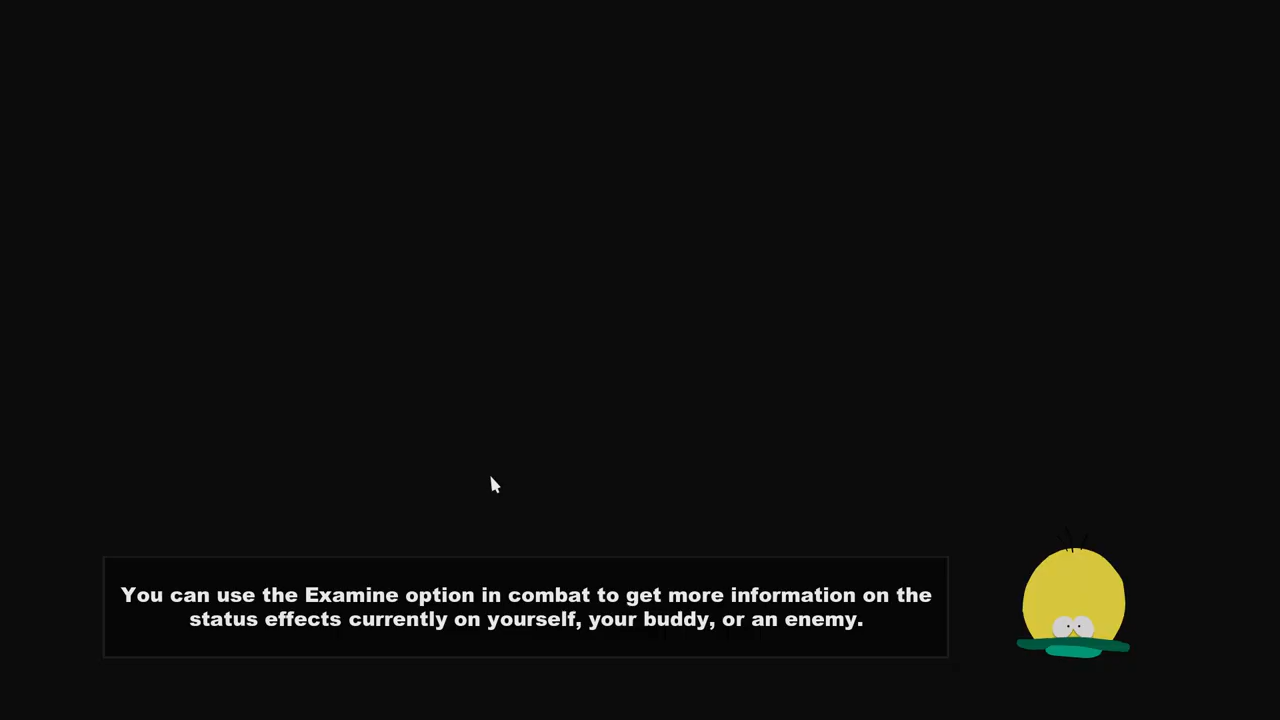 You can use the Examine option in combat to get more information on the
status effects currently on yourself, your buddy, or an enemy.